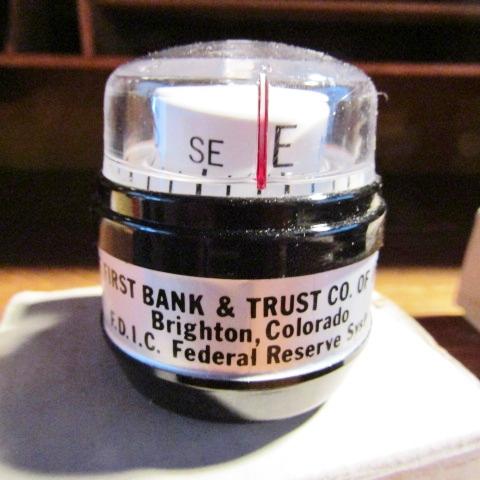 SE E
FIRST BANK & TRUST CO. OF
Brighton, Colorado
F.D.I.C. Federal Reserve